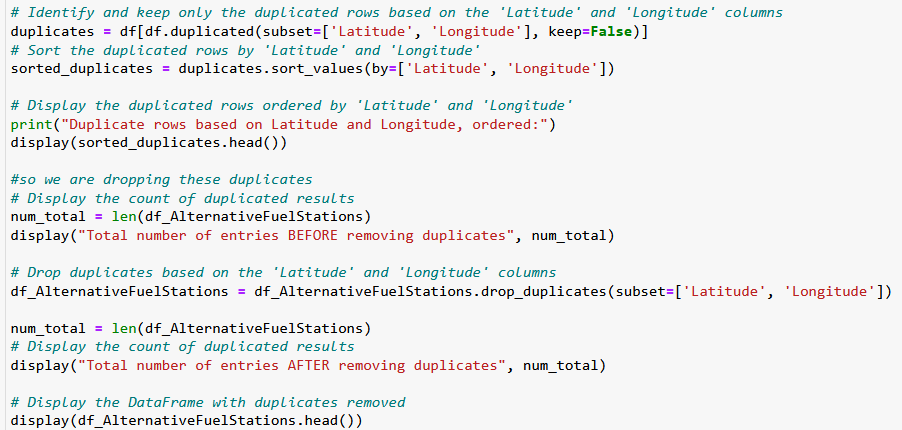 # Identify and keep only the duplicated rows based on the 'Latitude' and 'Longitude' columns
duplicates = df[df.duplicated(subset=['Latitude', 'Longitude'], keep=False)]
# Sort the duplicated rows by 'Latitude' and 'Longitude'
sorted_duplicates = duplicates.sort_values(by=['Latitude', 'Longitude'])
# Display the duplicated rows ordered by 'Latitude' and 'Longitude'
print("Duplicate rows based on Latitude and Longitude, ordered:")
display(sorted_duplicates.head())
#so we are dropping these duplicates
# Display the count of duplicated results
num_total = len(df_AlternativeFuelStations)
display("Total number of entries BEFORE removing duplicates", num_total)
# Drop duplicates based on the 'Latitude' and 'Longitude' columns
df_AlternativeFuelStations = df_AlternativeFuelStations.drop_duplicates(subset=['Latitude', 'Longitude'])
num_total = len(df_AlternativeFuelStations)
# Display the count of duplicated results
display("Total number of entries AFTER removing duplicates", num_total)
# Display the DataFrame with duplicates removed
display(df_AlternativeFuelStations.head())